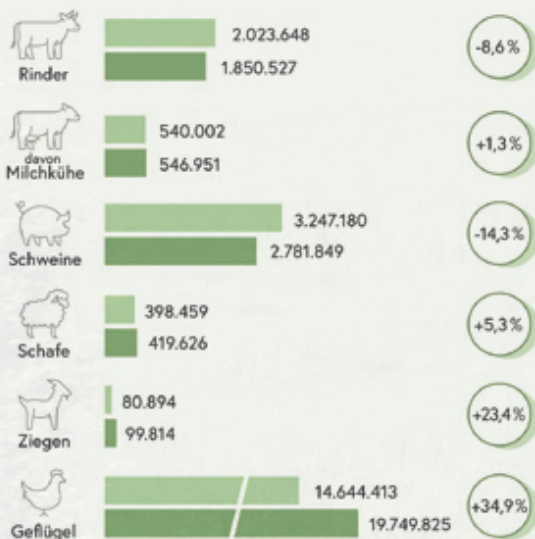 2.023.648
1.850.527
-8,6 %
Rinder
540.002
546.951
+1,3 %
davon
Milchkühe
3.247.180
2.781.849
-14,3 %
Schweine
398.459
419.626
+5,3 %
Schafe
80.894
99.814
+23,4 %
Ziegen
14.644.413
19.749.825
+34,9 %
Geflügel